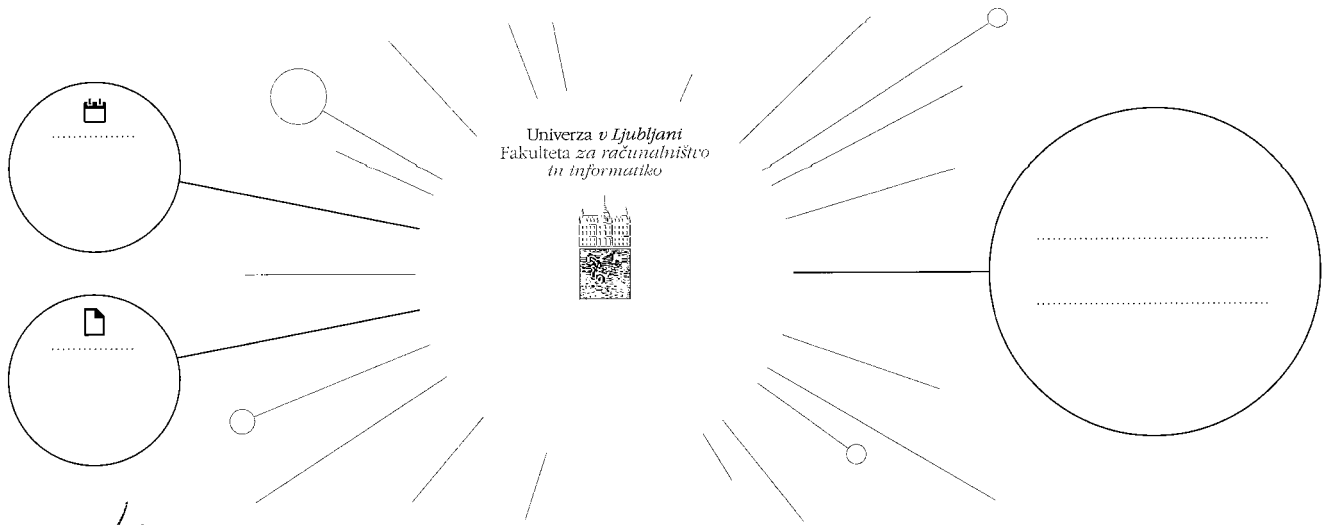 Univerza v Ljubljani
Fakulteta za računalništvo
in informatiko